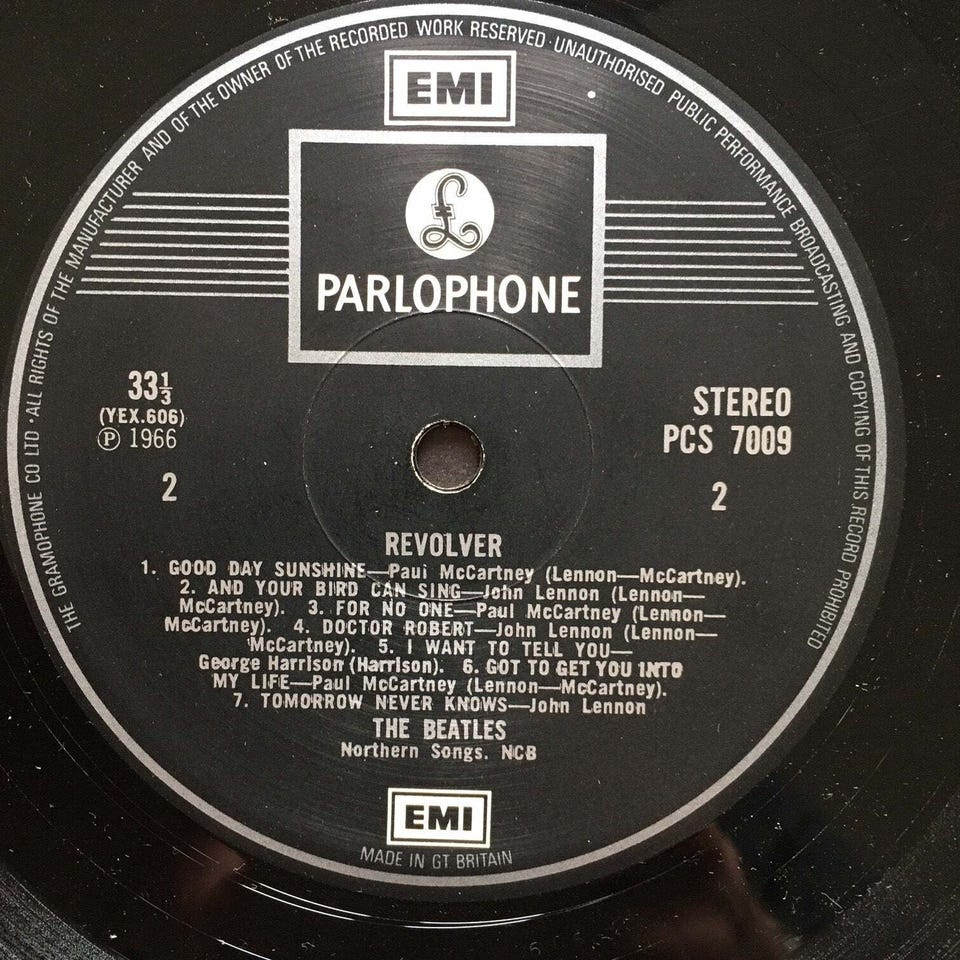 THE GRAMOPHONE CO LTD · ALL RIGHTS OF THE MANUFACTURER AND OF THE OWNER OF THE RECORDED WORK RESERVED · UNAUTHORISED PUBLIC PERFORMANCE BROADCASTING AND COPYING OF THIS RECORD PROHIBITED
EMI
£
PARLOPHONE
33⅓
(YEX.606)
℗ 1966
2
STEREO
PCS 7009
2
REVOLVER
1. GOOD DAY SUNSHINE—Paul McCartney (Lennon—McCartney).
2. AND YOUR BIRD CAN SING—John Lennon (Lennon—
McCartney). 3. FOR NO ONE—Paul McCartney (Lennon—
McCartney). 4. DOCTOR ROBERT—John Lennon (Lennon—
McCartney). 5. I WANT TO TELL YOU—
George Harrison (Harrison). 6. GOT TO GET YOU INTO
MY LIFE—Paul McCartney (Lennon—McCartney).
7. TOMORROW NEVER KNOWS—John Lennon
THE BEATLES
Northern Songs. NCB
EMI
MADE IN GT BRITAIN